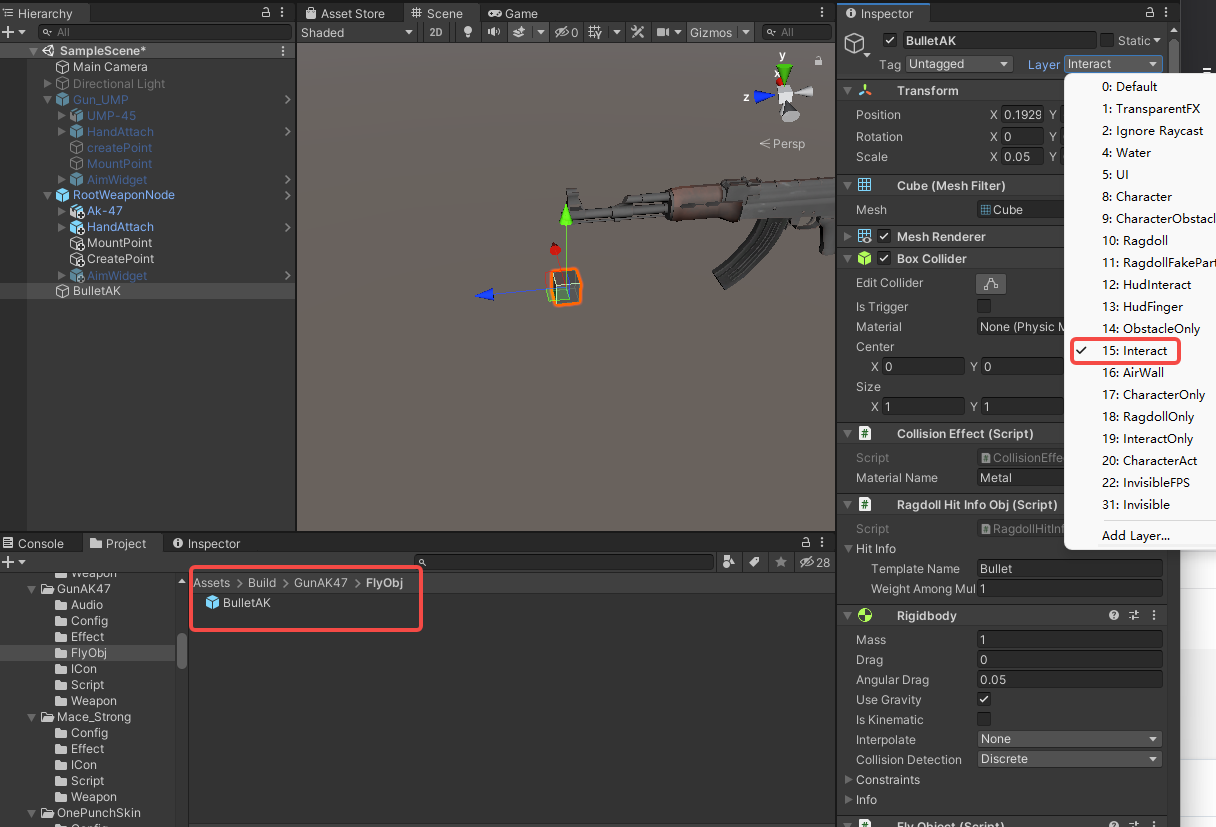 Hierarchy
All
SampleScene*
Main Camera
Directional Light
Gun_UMP
UMP-45
HandAttach
createPoint
MountPoint
AimWidget
RootWeaponNode
Ak-47
HandAttach
MountPoint
CreatePoint
AimWidget
BulletAK
Asset Store
Scene
Game
Shaded
2D
0
Gizmos
All
y
x
z
Persp
Console
Project
Inspector
28
Weapon
GunAK47
Audio
Config
Effect
FlyObj
ICon
Script
Weapon
Mace_Strong
Config
Effect
ICon
Script
Weapon
OnePunchSkin
Config
Assets > Build > GunAK47 > FlyObj
BulletAK
Inspector
BulletAK
Static
Tag Untagged
Layer Interact
Transform
Position X 0.1929 Y
Rotation X 0 Y
Scale X 0.05 Y
Cube (Mesh Filter)
Mesh Cube
Mesh Renderer
Box Collider
Edit Collider
Is Trigger
Material None (Physic M
Center
X 0 Y 0
Size
X 1 Y 1
Collision Effect (Script)
Script CollisionEffe
Material Name Metal
Ragdoll Hit Info Obj (Script)
Script RagdollHitInf
Hit Info
Template Name Bullet
Weight Among Mul 1
Rigidbody
Mass 1
Drag 0
Angular Drag 0.05
Use Gravity
Is Kinematic
Interpolate None
Collision Detection Discrete
Constraints
Info
Fly Object (Script)
0: Default
1: TransparentFX
2: Ignore Raycast
4: Water
5: UI
8: Character
9: CharacterObstacl
10: Ragdoll
11: RagdollFakePart
12: HudInteract
13: HudFinger
14: ObstacleOnly
15: Interact
16: AirWall
17: CharacterOnly
18: RagdollOnly
19: InteractOnly
20: CharacterAct
22: InvisibleFPS
31: Invisible
Add Layer...